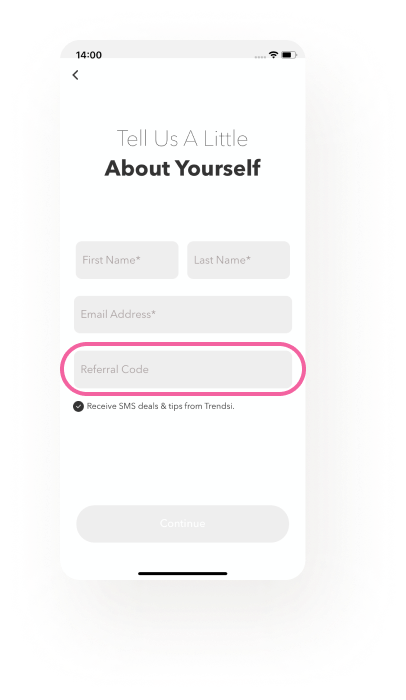 14:00
Tell Us A Little
About Yourself
First Name* Last Name*
Email Address*
Referral Code
Receive SMS deals & tips from Trendsi.
Continue